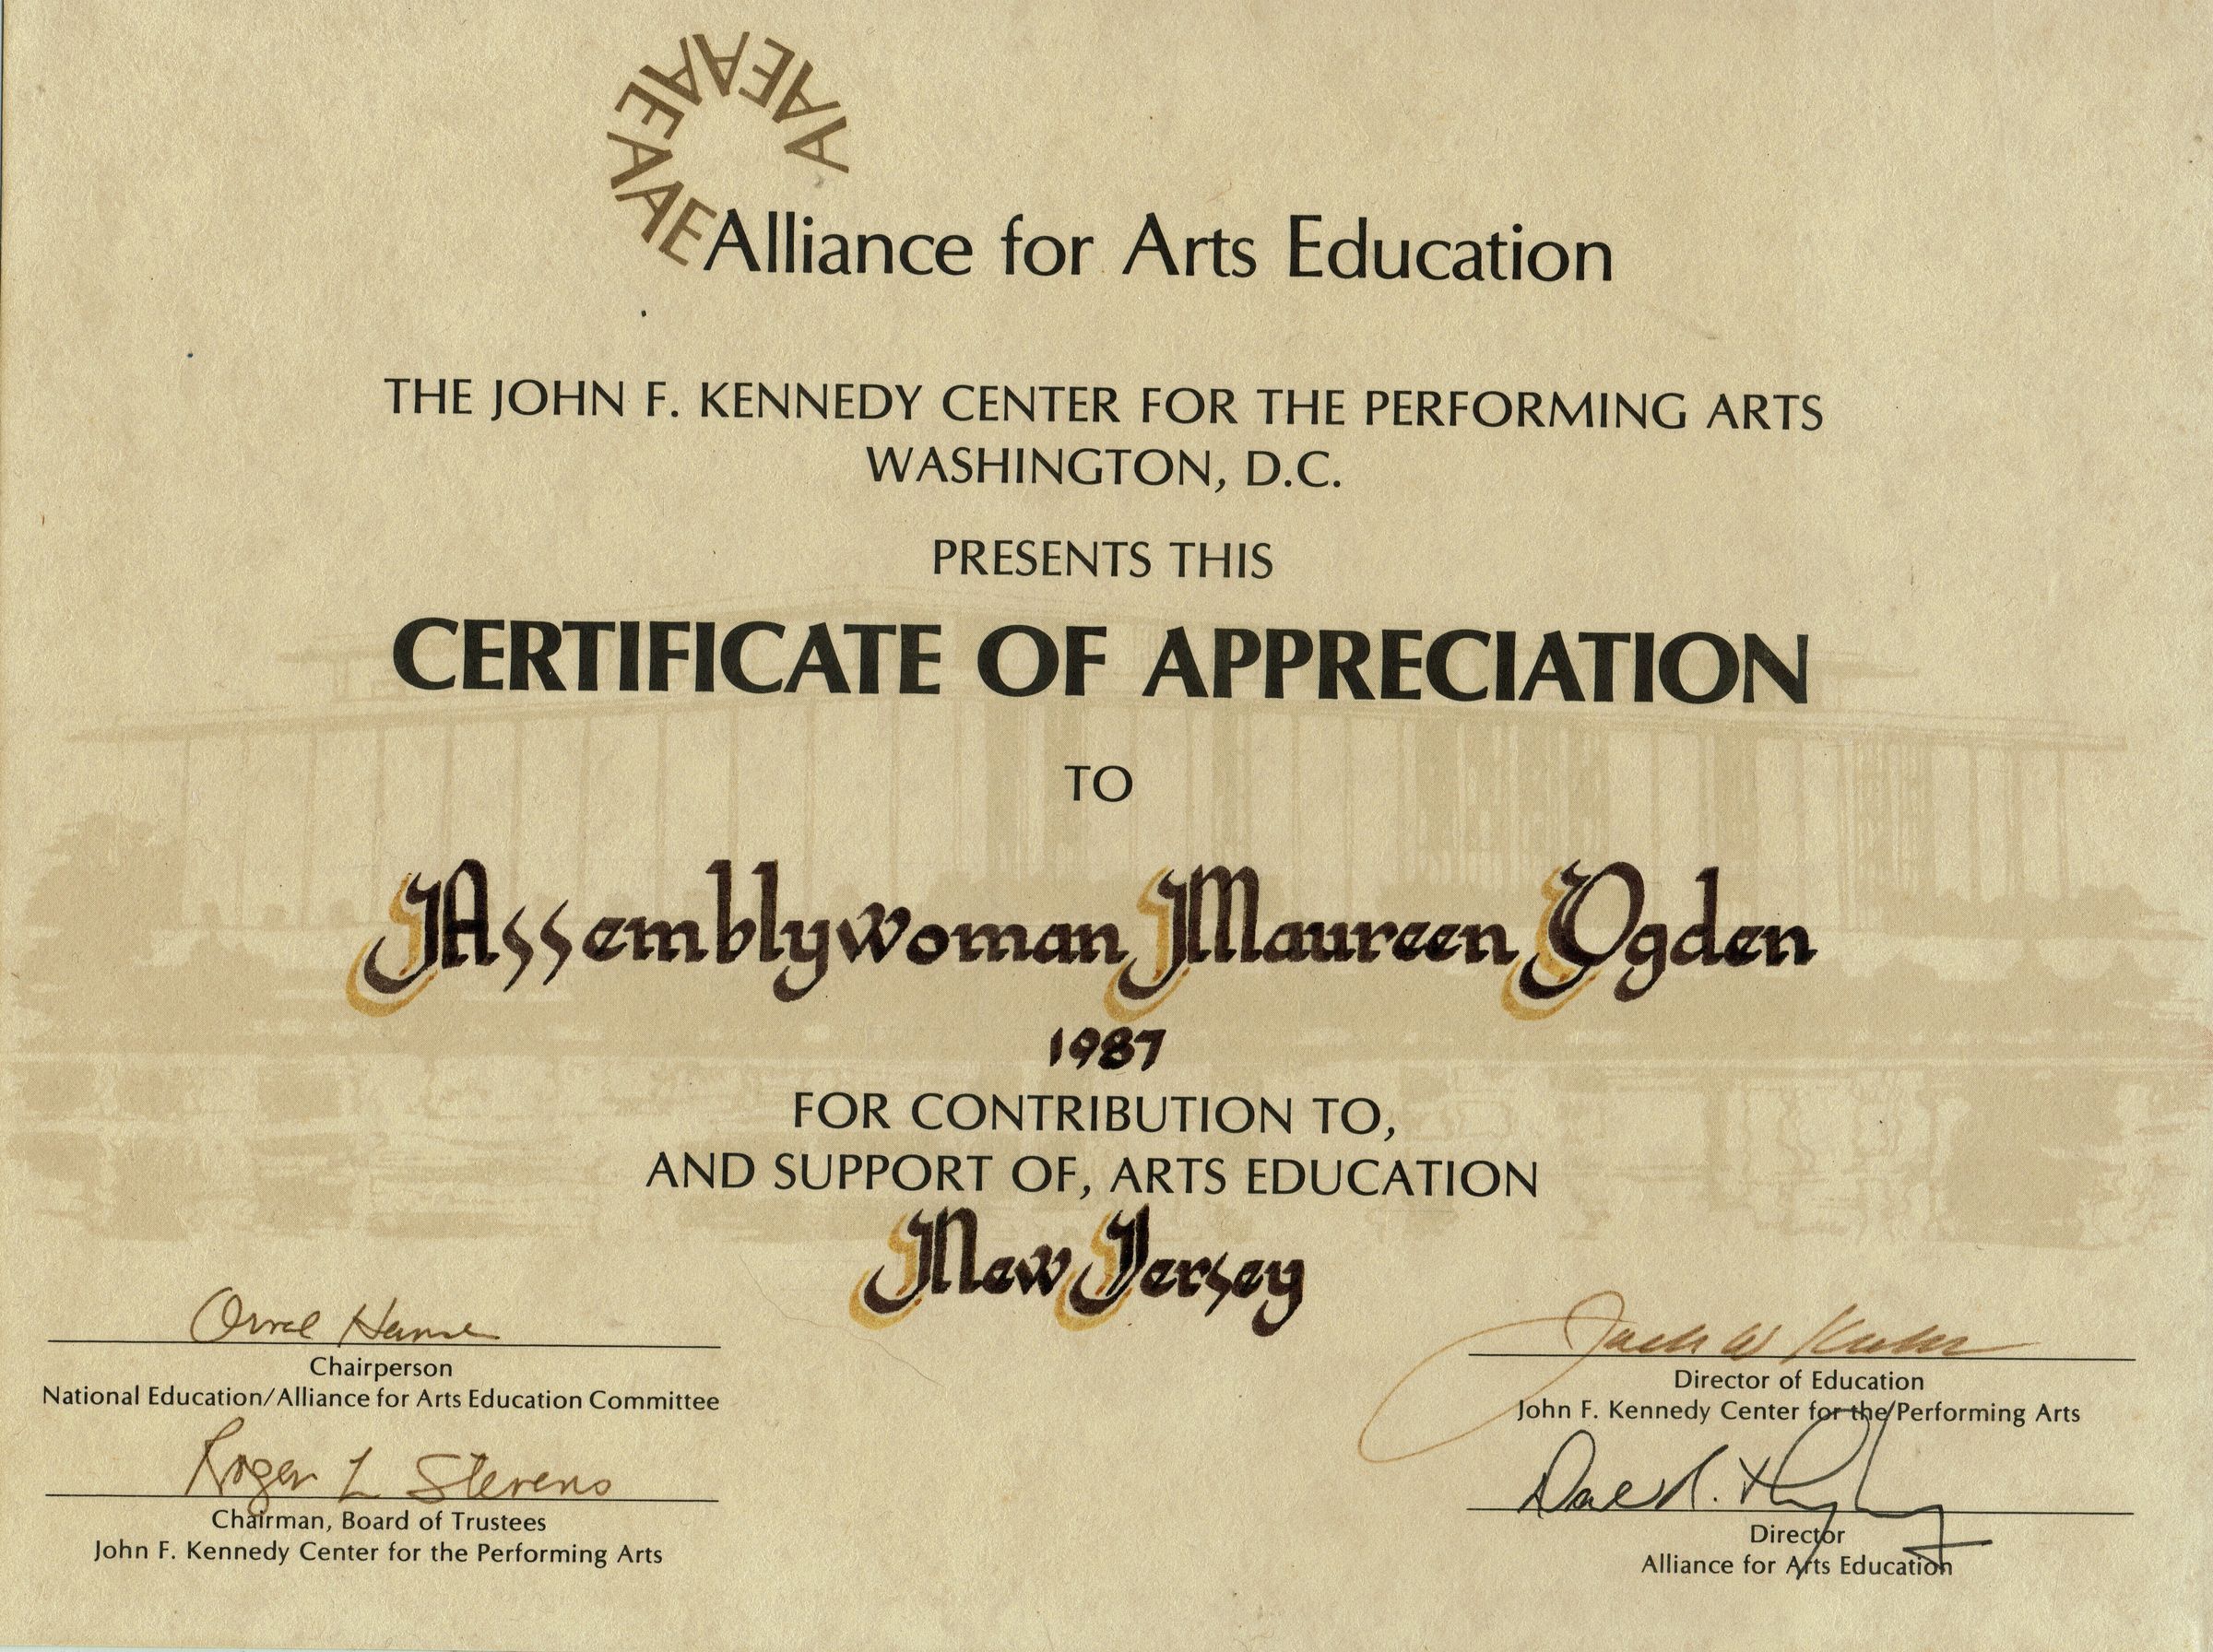 AAEAAEAAEAAE
Alliance for Arts Education
THE JOHN F. KENNEDY CENTER FOR THE PERFORMING ARTS
WASHINGTON, D.C.
PRESENTS THIS
CERTIFICATE OF APPRECIATION
TO
Assemblywoman Maureen Ogden
1987
FOR CONTRIBUTION TO,
AND SUPPORT OF, ARTS EDUCATION
New Jersey
Chairperson
National Education/Alliance for Arts Education Committee
Roger L Stevens
Chairman, Board of Trustees
John F. Kennedy Center for the Performing Arts
Jack W
Director of Education
John F. Kennedy Center for the Performing Arts
Director
Alliance for Arts Education